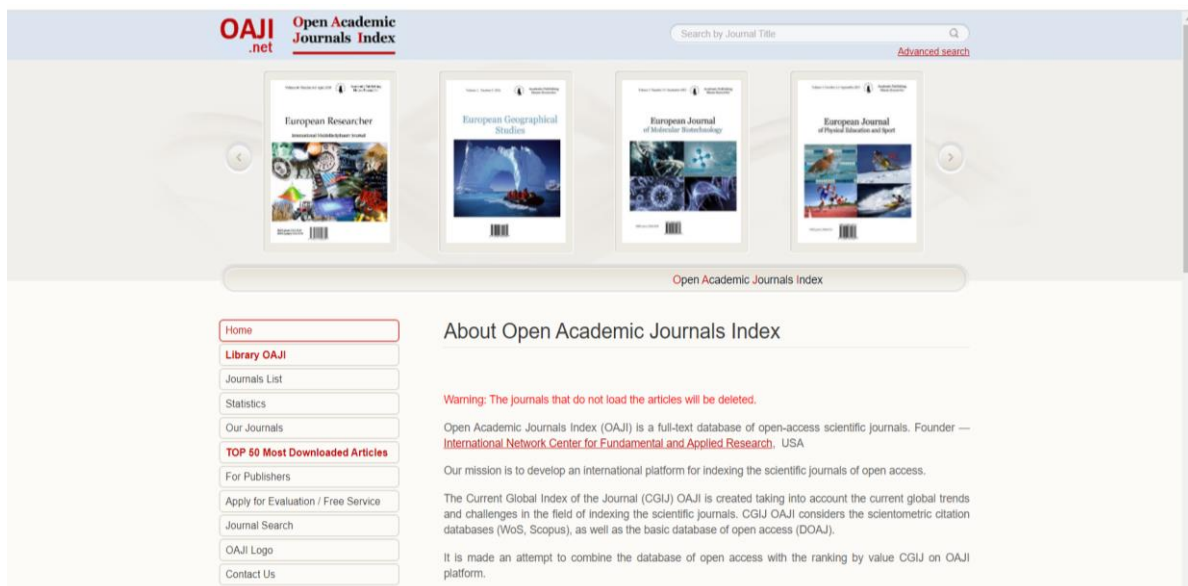 OAJI
.net
Open Academic
Journals Index
Search by Journal Title
Advanced search
European Researcher
International Multidisciplinary Journal
European Geographical
Studies
European Journal
of Molecular Biotechnology
European Journal
of Physical Education and Sport
Open Academic Journals Index
Home
Library OAJI
Journals List
Statistics
Our Journals
TOP 50 Most Downloaded Articles
For Publishers
Apply for Evaluation / Free Service
Journal Search
OAJI Logo
Contact Us
About Open Academic Journals Index
Warning: The journals that do not load the articles will be deleted.
Open Academic Journals Index (OAJI) is a full-text database of open-access scientific journals. Founder —
International Network Center for Fundamental and Applied Research, USA
Our mission is to develop an international platform for indexing the scientific journals of open access.
The Current Global Index of the Journal (CGIJ) OAJI is created taking into account the current global trends
and challenges in the field of indexing the scientific journals. CGIJ OAJI considers the scientometric citation
databases (WoS, Scopus), as well as the basic database of open access (DOAJ).
It is made an attempt to combine the database of open access with the ranking by value CGIJ on OAJI
platform.